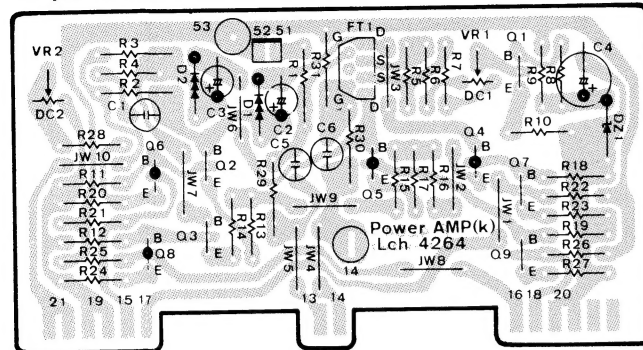 53
52 51
FT1
VR2
R3
R4
R2
DC2
C1
D2
C3
JW6
D1
C2
R1
R31
G
D
S
S
G
D
JW3
R5
R6
R7
VR1
DC1
Q1
B
E
R8
C4
R10
DZ1
R28
JW10
R11
R20
R21
R12
R25
R24
Q6
B
E
JW7
B
Q2
E
Q3
B
E
B
Q8
E
R14
R13
R29
C5
C6
R30
JW9
JW5
JW4
14
Q5
R15
R17
R16
JW2
Q4
B
E
Q7
B
E
JW1
Q9
B
E
R18
R22
R23
R19
R26
R27
Power AMP(k)
Lch 4264
JW8
21 19 15 17
13 14
16 18 20